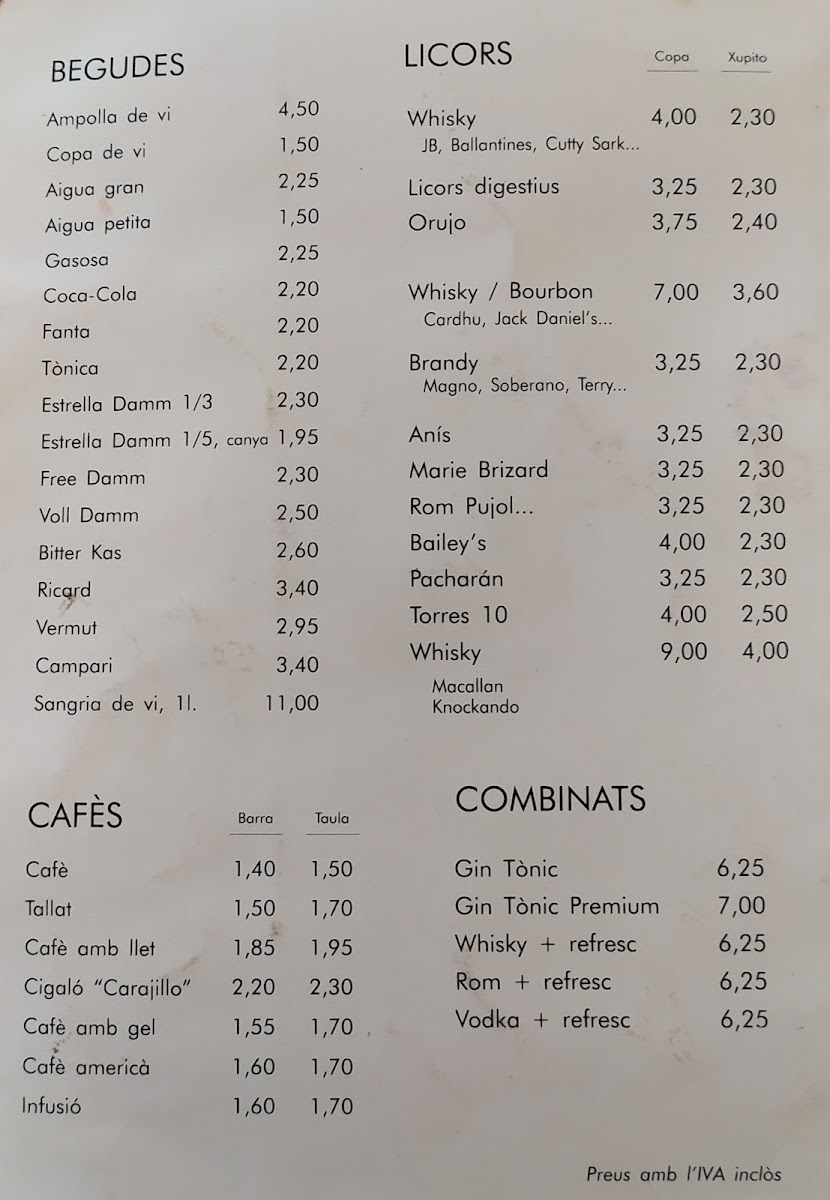 BEGUDES
Ampolla de vi 4,50
Copa de vi 1,50
Aigua gran 2,25
Aigua petita 1,50
Gasosa 2,25
Coca-Cola 2,20
Fanta 2,20
Tònica 2,20
Estrella Damm 1/3 2,30
Estrella Damm 1/5, canya 1,95
Free Damm 2,30
Voll Damm 2,50
Bitter Kas 2,60
Ricard 3,40
Vermut 2,95
Campari 3,40
Sangria de vi, 1l. 11,00
LICORS Copa Xupito
Whisky 4,00 2,30
JB, Ballantines, Cutty Sark...
Licors digestius 3,25 2,30
Orujo 3,75 2,40
Whisky / Bourbon 7,00 3,60
Cardhu, Jack Daniel's...
Brandy 3,25 2,30
Magno, Soberano, Terry...
Anís 3,25 2,30
Marie Brizard 3,25 2,30
Rom Pujol... 3,25 2,30
Bailey's 4,00 2,30
Pacharán 3,25 2,30
Torres 10 4,00 2,50
Whisky 9,00 4,00
Macallan
Knockando
CAFÈS Barra Taula
Cafè 1,40 1,50
Tallat 1,50 1,70
Cafè amb llet 1,85 1,95
Cigaló "Carajillo" 2,20 2,30
Cafè amb gel 1,55 1,70
Cafè americà 1,60 1,70
Infusió 1,60 1,70
COMBINATS
Gin Tònic 6,25
Gin Tònic Premium 7,00
Whisky + refresc 6,25
Rom + refresc 6,25
Vodka + refresc 6,25
Preus amb l'IVA inclòs